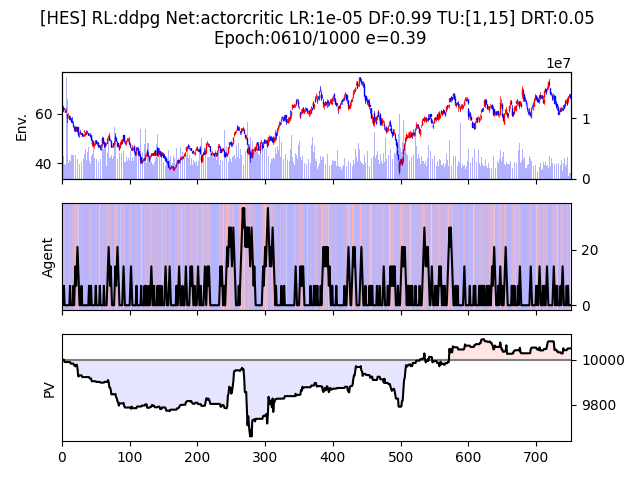 [HES] RL:ddpg Net:actorcritic LR:1e-05 DF:0.99 TU:[1,15] DRT:0.05
Epoch:0610/1000 e=0.39
1e7
Env.
60
40
1
0
Agent
20
0
PV
10000
9800
0 100 200 300 400 500 600 700